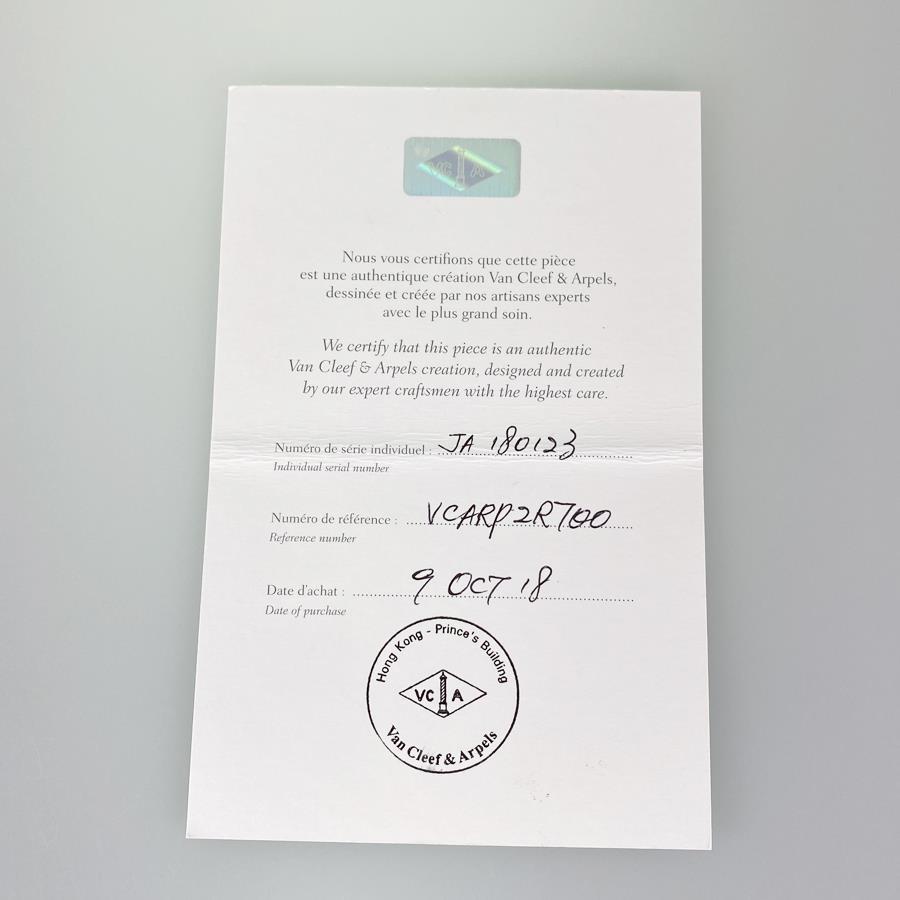 VC A
Nous vous certifions que cette pièce
est une authentique création Van Cleef & Arpels,
dessinée et créée par nos artisans experts
avec le plus grand soin.
We certify that this piece is an authentic
Van Cleef & Arpels creation, designed and created
by our expert craftsmen with the highest care.
Numéro de série individuel : JA 180123
Individual serial number
Numéro de référence : VCARP2R700
Reference number
Date d'achat : 9 OCT 18
Date of purchase
Hong Kong - Prince's Building
VC A
Van Cleef & Arpels